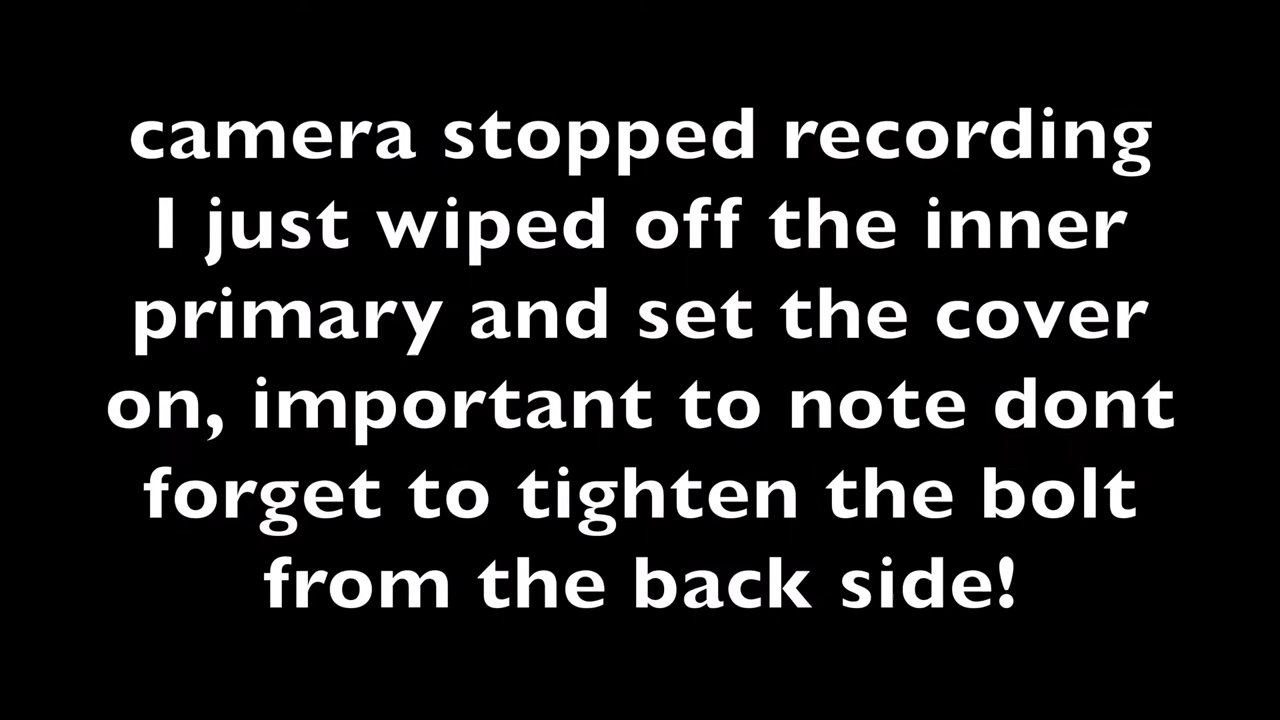 camera stopped recording
I just wiped off the inner
primary and set the cover
on, important to note dont
forget to tighten the bolt
from the back side!